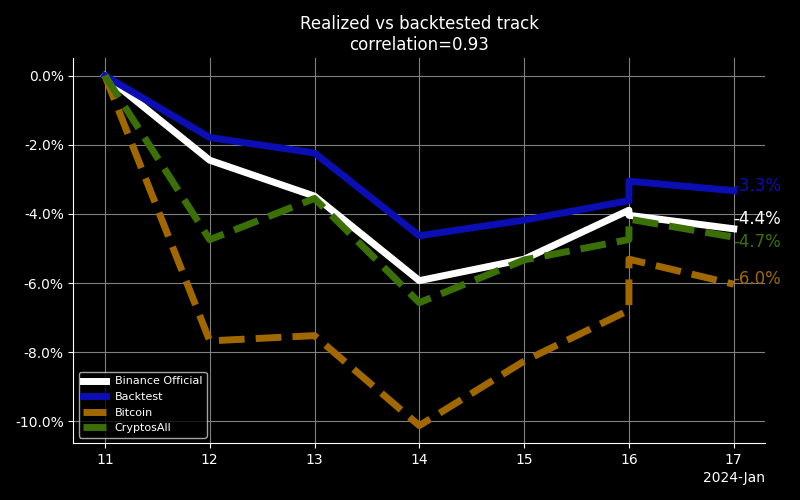 Realized vs backtested track
correlation=0.93
0.0%
-2.0%
-4.0%
-6.0%
-8.0%
-10.0%
-3.3%
-4.4%
-4.7%
-6.0%
Binance Official
Backtest
Bitcoin
CryptosAll
11 12 13 14 15 16 17
2024-Jan